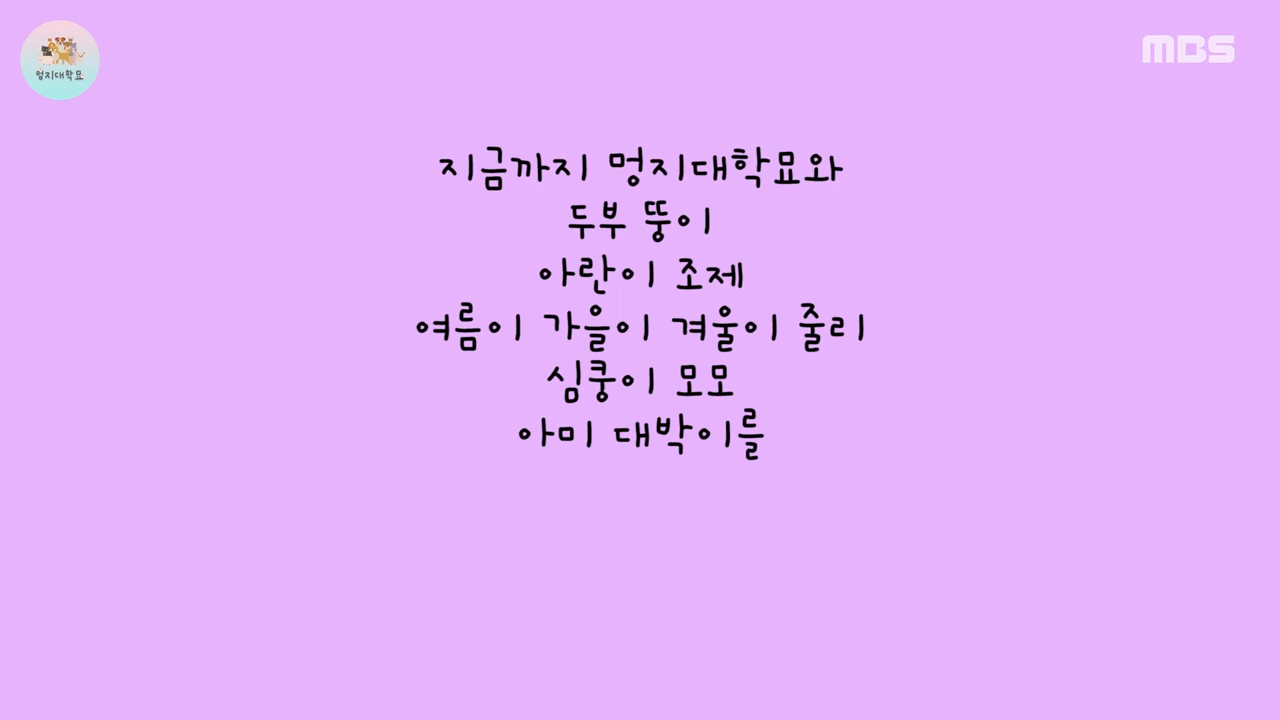 멍지대학묘
MBS
지금까지 멍지대학묘와
두부 뚱이
아란이 조제
여름이 가을이 겨울이 줄리
심쿵이 모모
아미 대박이를